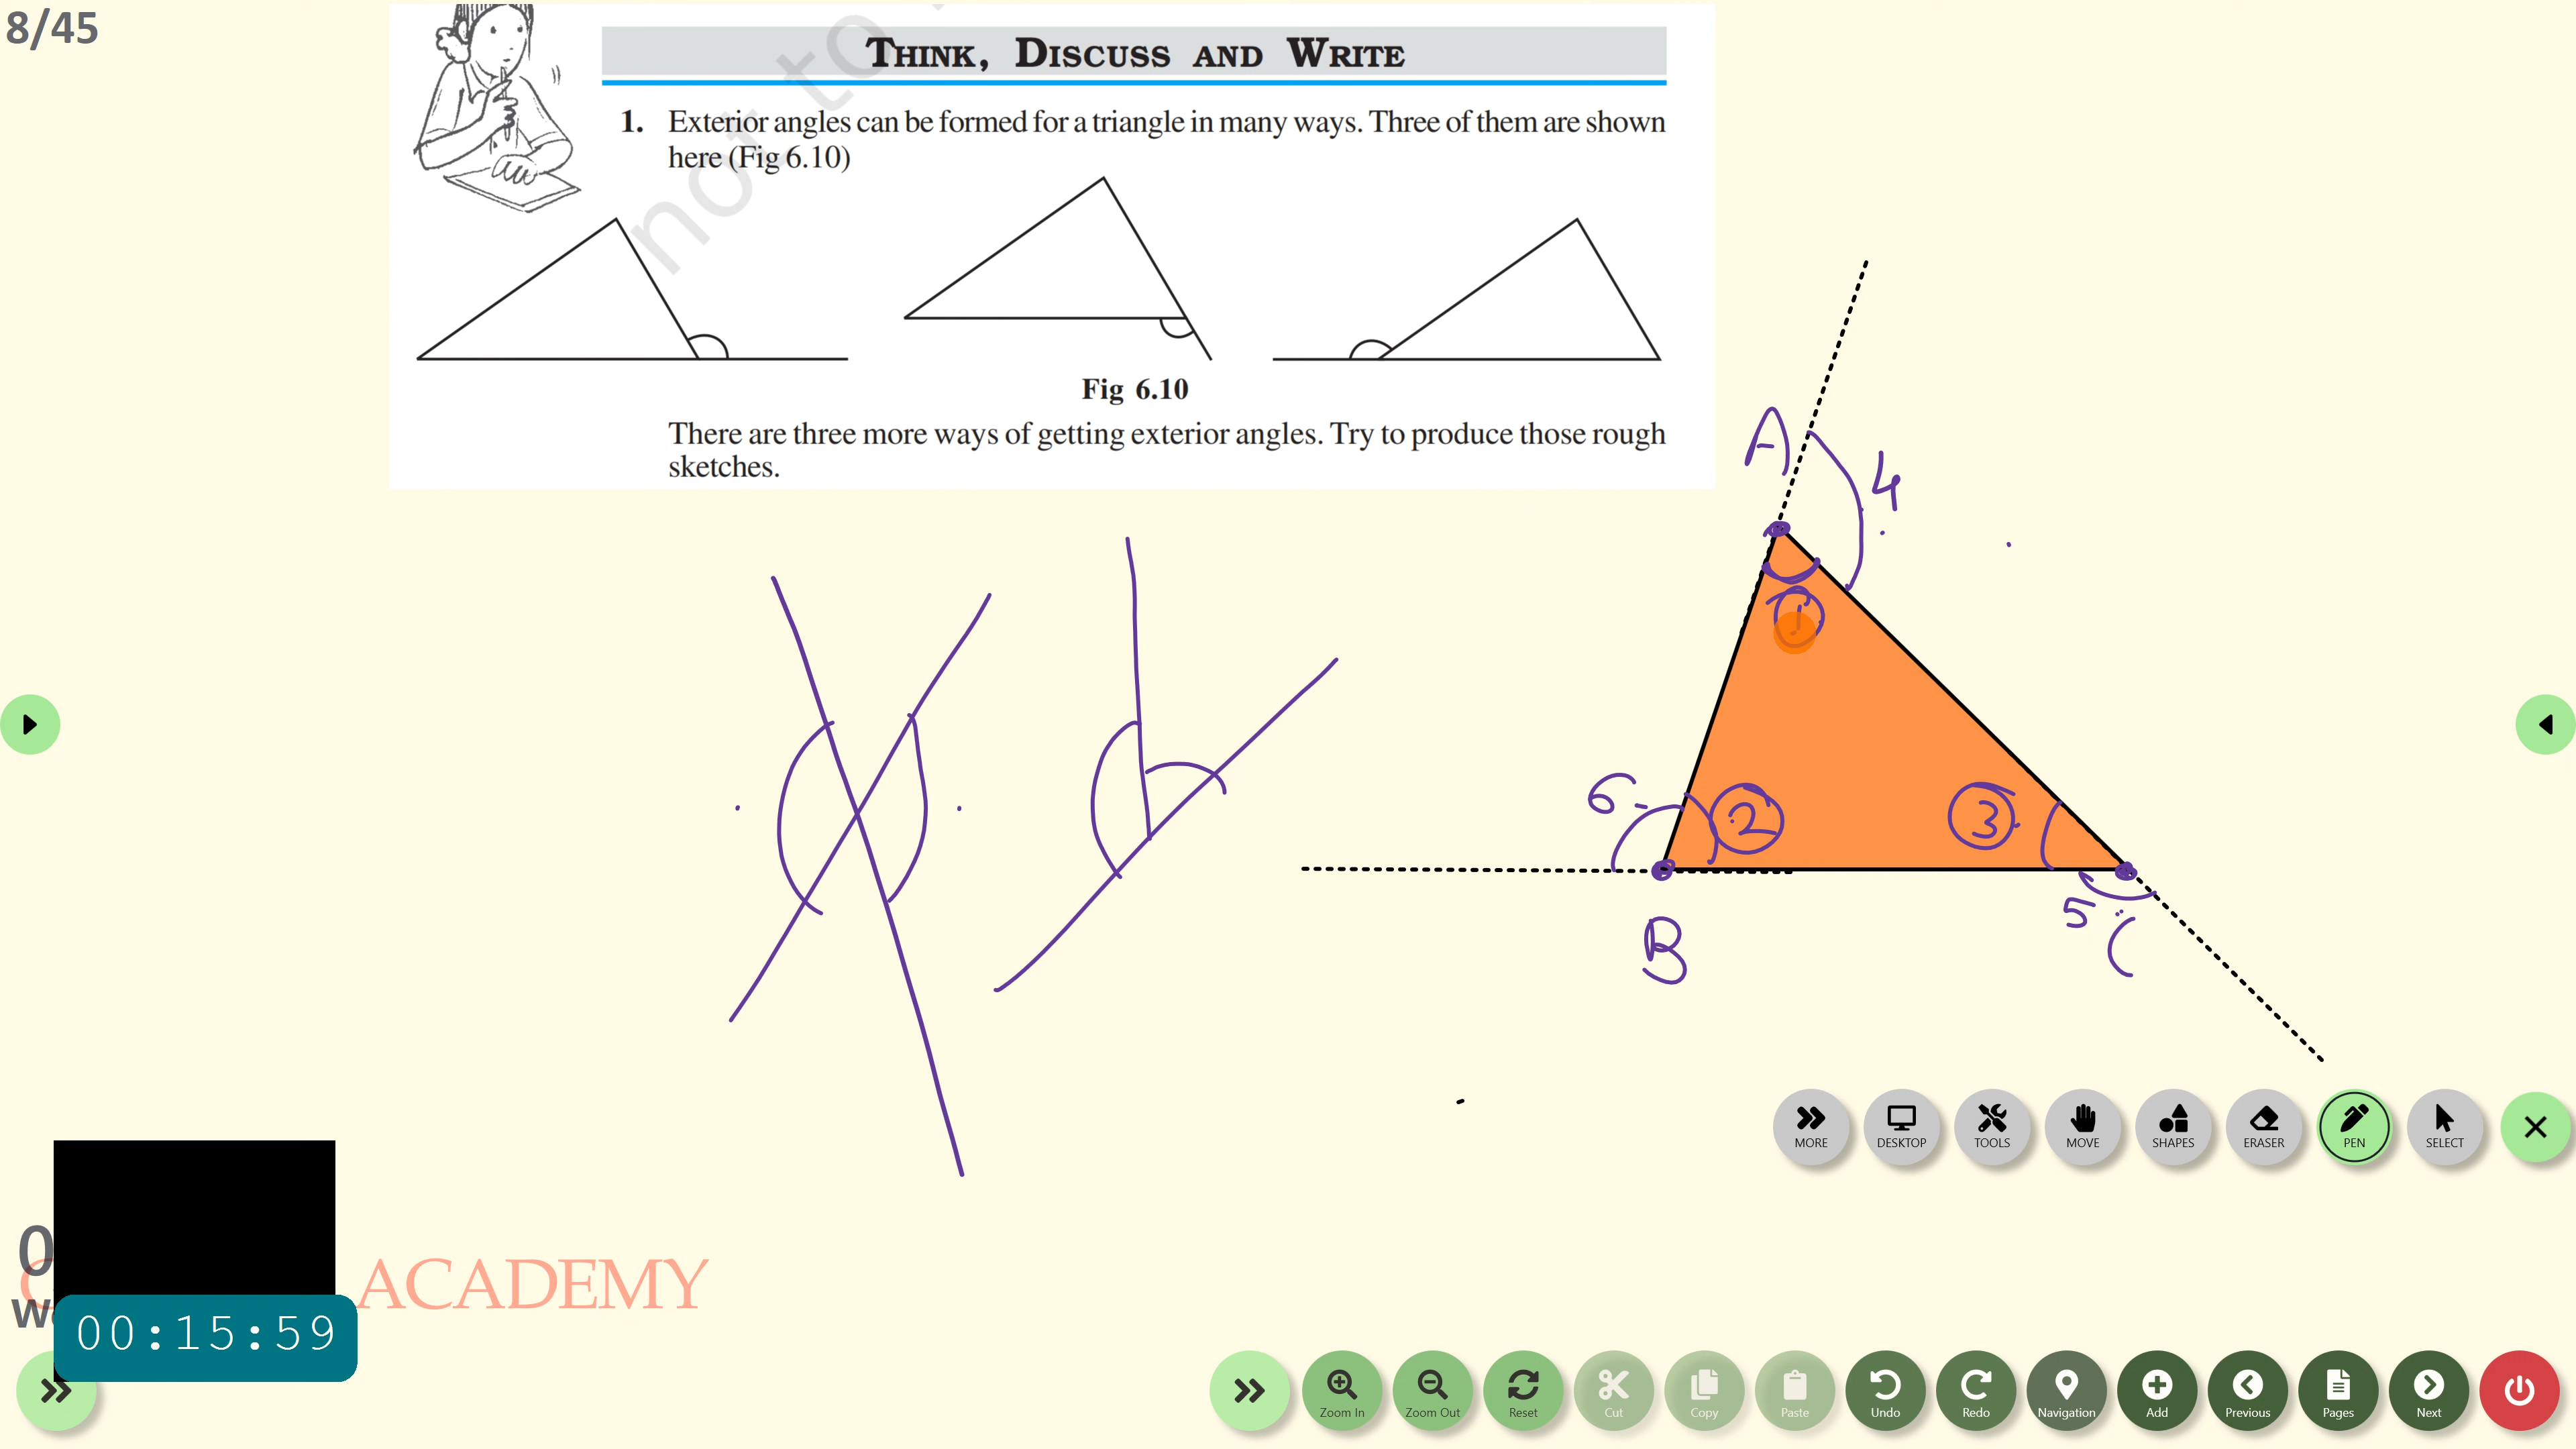 8/45
THINK, DISCUSS AND WRITE
1. Exterior angles can be formed for a triangle in many ways. Three of them are shown
here (Fig 6.10)
not to
Fig 6.10
There are three more ways of getting exterior angles. Try to produce those rough
sketches.
A
4
1
6
2
3
5
C
B
MORE
DESKTOP
TOOLS
MOVE
SHAPES
ERASER
PEN
SELECT
ACADEMY
00:15:59
Zoom In
Zoom Out
Reset
Cut
Copy
Paste
Undo
Redo
Navigation
Add
Previous
Pages
Next